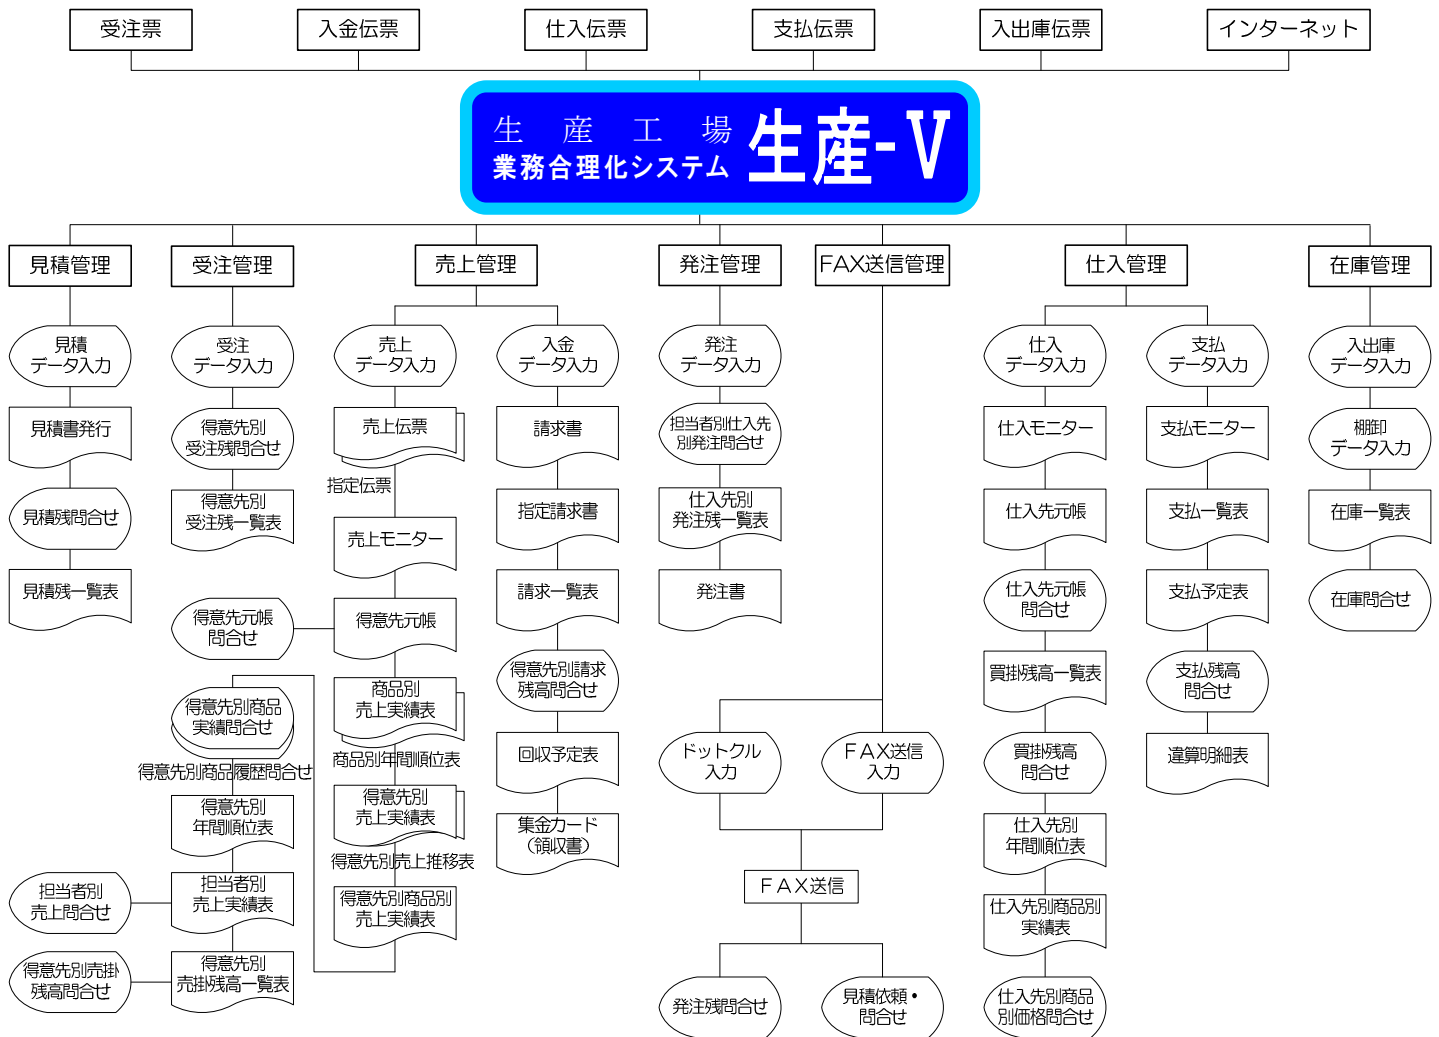 受注票
入金伝票
仕入伝票
支払伝票
入出庫伝票
インターネット
生産工場
業務合理化システム
生産-V
見積管理
受注管理
売上管理
発注管理
FAX送信管理
仕入管理
在庫管理
見積
データ入力
見積書発行
見積残問合せ
見積残一覧表
受注
データ入力
得意先別
受注残問合せ
得意先別
受注残一覧表
売上
データ入力
売上伝票
指定伝票
売上モニター
得意先元帳
得意先元帳
問合せ
商品別
売上実績表
商品別年間順位表
得意先別
売上実績表
得意先別売上推移表
得意先別商品別
売上実績表
得意先別商品
実績問合せ
得意先別商品履歴問合せ
得意先別
年間順位表
担当者別
売上実績表
担当者別
売上問合せ
得意先別
売掛残高一覧表
得意先別売掛
残高問合せ
入金
データ入力
請求書
指定請求書
請求一覧表
得意先別請求
残高問合せ
回収予定表
集金カード
(領収書)
発注
データ入力
担当者別仕入先
別発注問合せ
仕入先別
発注残一覧表
発注書
ドットクル
入力
FAX送信
入力
FAX送信
発注残問合せ
見積依頼・
問合せ
仕入
データ入力
仕入モニター
仕入先元帳
仕入先元帳
問合せ
買掛残高一覧表
買掛残高
問合せ
仕入先別
年間順位表
仕入先別商品別
実績表
仕入先別商品
別価格問合せ
支払
データ入力
支払モニター
支払一覧表
支払予定表
支払残高
問合せ
違算明細表
入出庫
データ入力
棚卸
データ入力
在庫一覧表
在庫問合せ